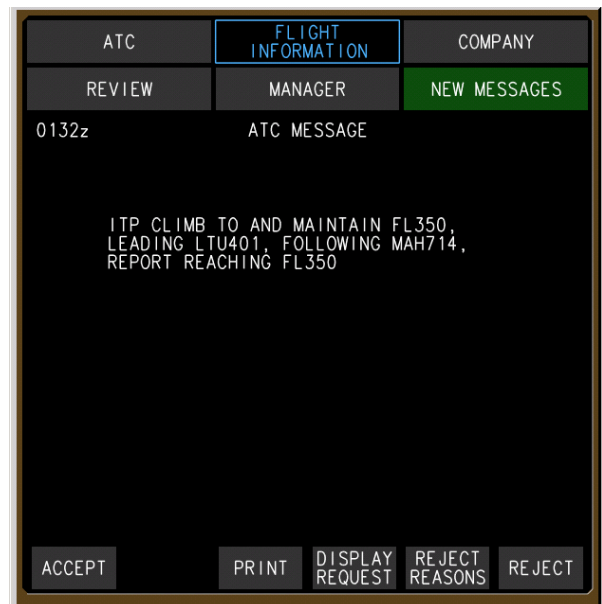 ATC
FLIGHT
INFORMATION
COMPANY
REVIEW
MANAGER
NEW MESSAGES
0132z
ATC MESSAGE
ITP CLIMB TO AND MAINTAIN FL350,
LEADING LTU401, FOLLOWING MAH714,
REPORT REACHING FL350
ACCEPT
PRINT
DISPLAY
REQUEST
REJECT
REASONS
REJECT